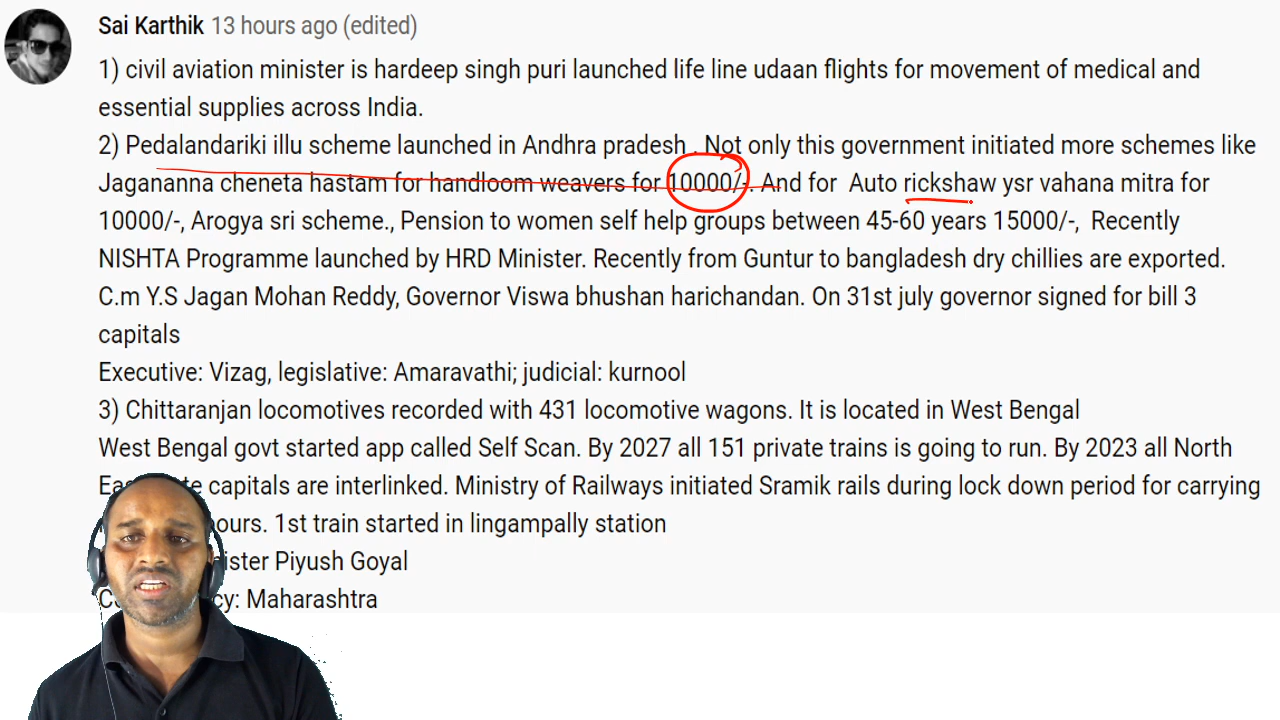 Sai Karthik 13 hours ago (edited)
1) civil aviation minister is hardeep singh puri launched life line udaan flights for movement of medical and
essential supplies across India.
2) Pedalandariki illu scheme launched in Andhra pradesh . Not only this government initiated more schemes like
Jagananna cheneta hastam for handloom weavers for 10000/-. And for Auto rickshaw ysr vahana mitra for
10000/-, Arogya sri scheme., Pension to women self help groups between 45-60 years 15000/-, Recently
NISHTA Programme launched by HRD Minister. Recently from Guntur to bangladesh dry chillies are exported.
C.m Y.S Jagan Mohan Reddy, Governor Viswa bhushan harichandan. On 31st july governor signed for bill 3
capitals
Executive: Vizag, legislative: Amaravathi; judicial: kurnool
3) Chittaranjan locomotives recorded with 431 locomotive wagons. It is located in West Bengal
West Bengal govt started app called Self Scan. By 2027 all 151 private trains is going to run. By 2023 all North
capitals are interlinked. Ministry of Railways initiated Sramik rails during lock down period for carrying
1st train started in lingampally station
Piyush Goyal
Maharashtra